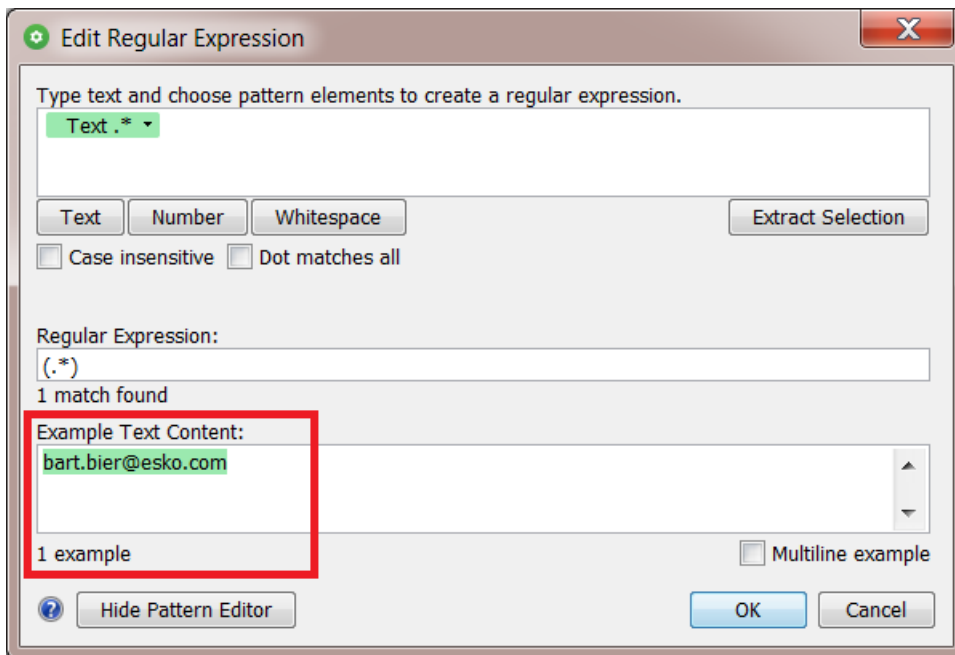 Edit Regular Expression
Type text and choose pattern elements to create a regular expression.
Text .*
Text Number Whitespace Extract Selection
Case insensitive Dot matches all
Regular Expression:
(.*)
1 match found
Example Text Content:
bart.bier@esko.com
1 example Multiline example
Hide Pattern Editor OK Cancel